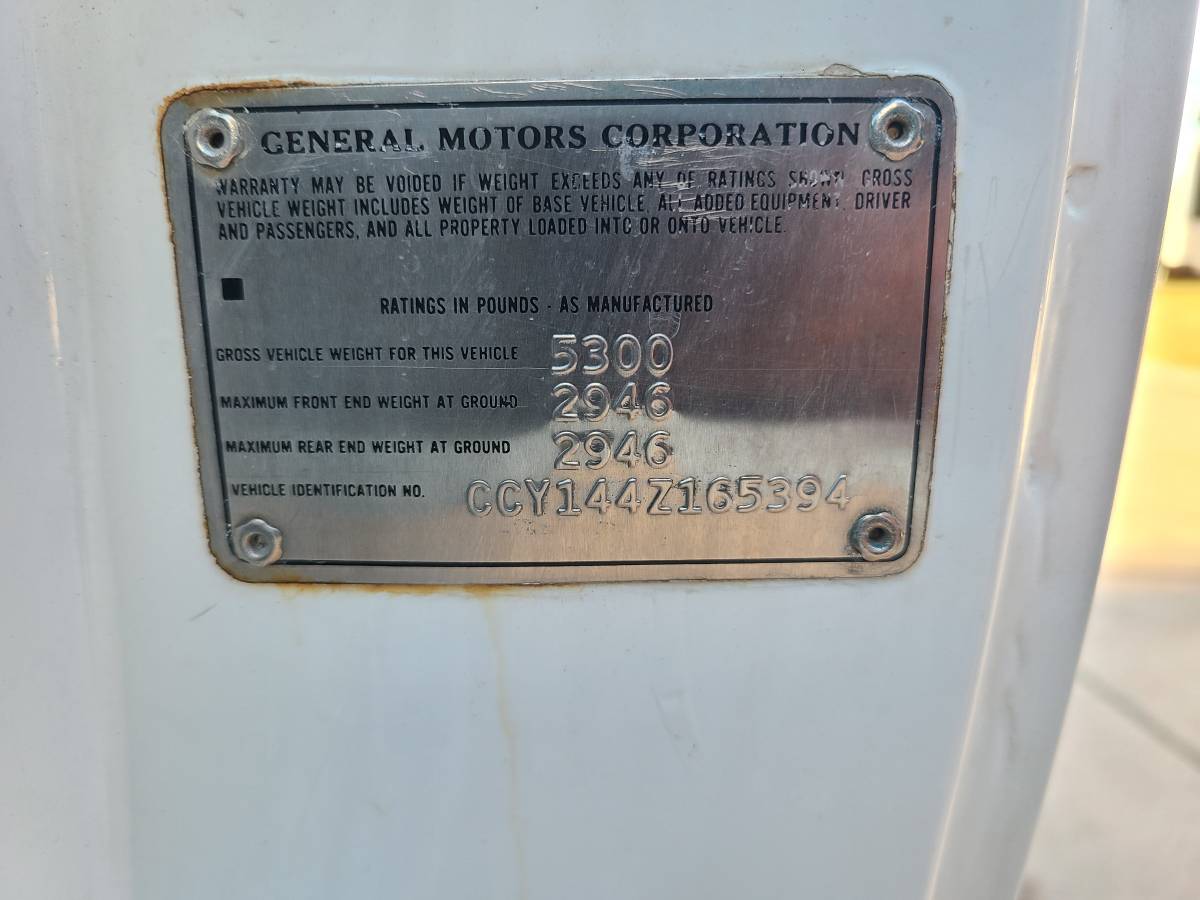 GENERAL MOTORS CORPORATION
WARRANTY MAY BE VOIDED IF WEIGHT EXCEEDS ANY OF RATINGS SHOWN. GROSS
VEHICLE WEIGHT INCLUDES WEIGHT OF BASE VEHICLE, ALL ADDED EQUIPMENT, DRIVER
AND PASSENGERS, AND ALL PROPERTY LOADED INTO OR ONTO VEHICLE.
RATINGS IN POUNDS - AS MANUFACTURED
GROSS VEHICLE WEIGHT FOR THIS VEHICLE 5300
MAXIMUM FRONT END WEIGHT AT GROUND 2946
MAXIMUM REAR END WEIGHT AT GROUND 2946
VEHICLE IDENTIFICATION NO. CCY144Z165394